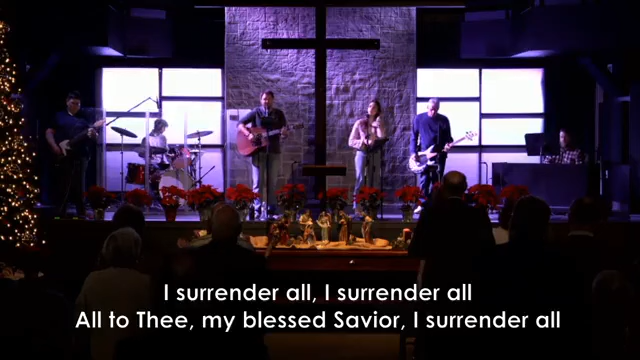 I surrender all, I surrender all
All to Thee, my blessed Savior, I surrender all